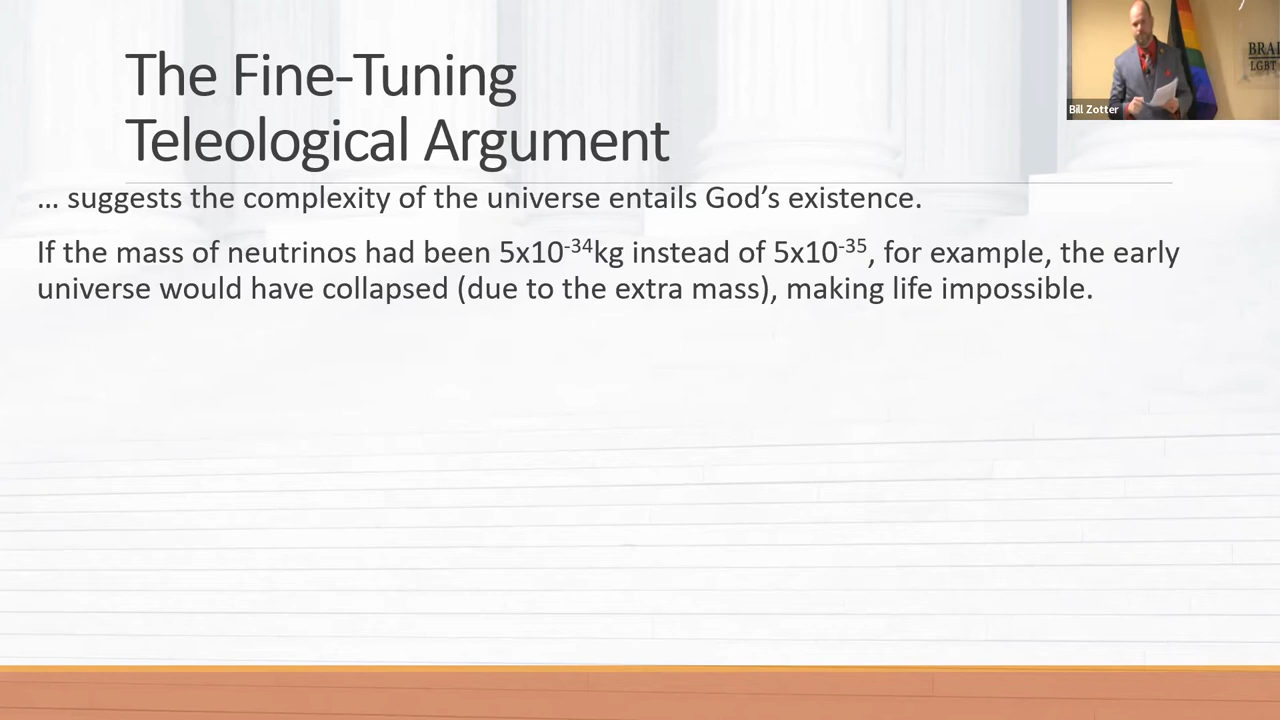 The Fine-Tuning
Teleological Argument
... suggests the complexity of the universe entails God’s existence.
If the mass of neutrinos had been 5x10⁻³⁴kg instead of 5x10⁻³⁵, for example, the early
universe would have collapsed (due to the extra mass), making life impossible.
Bill Zotter
LGBT